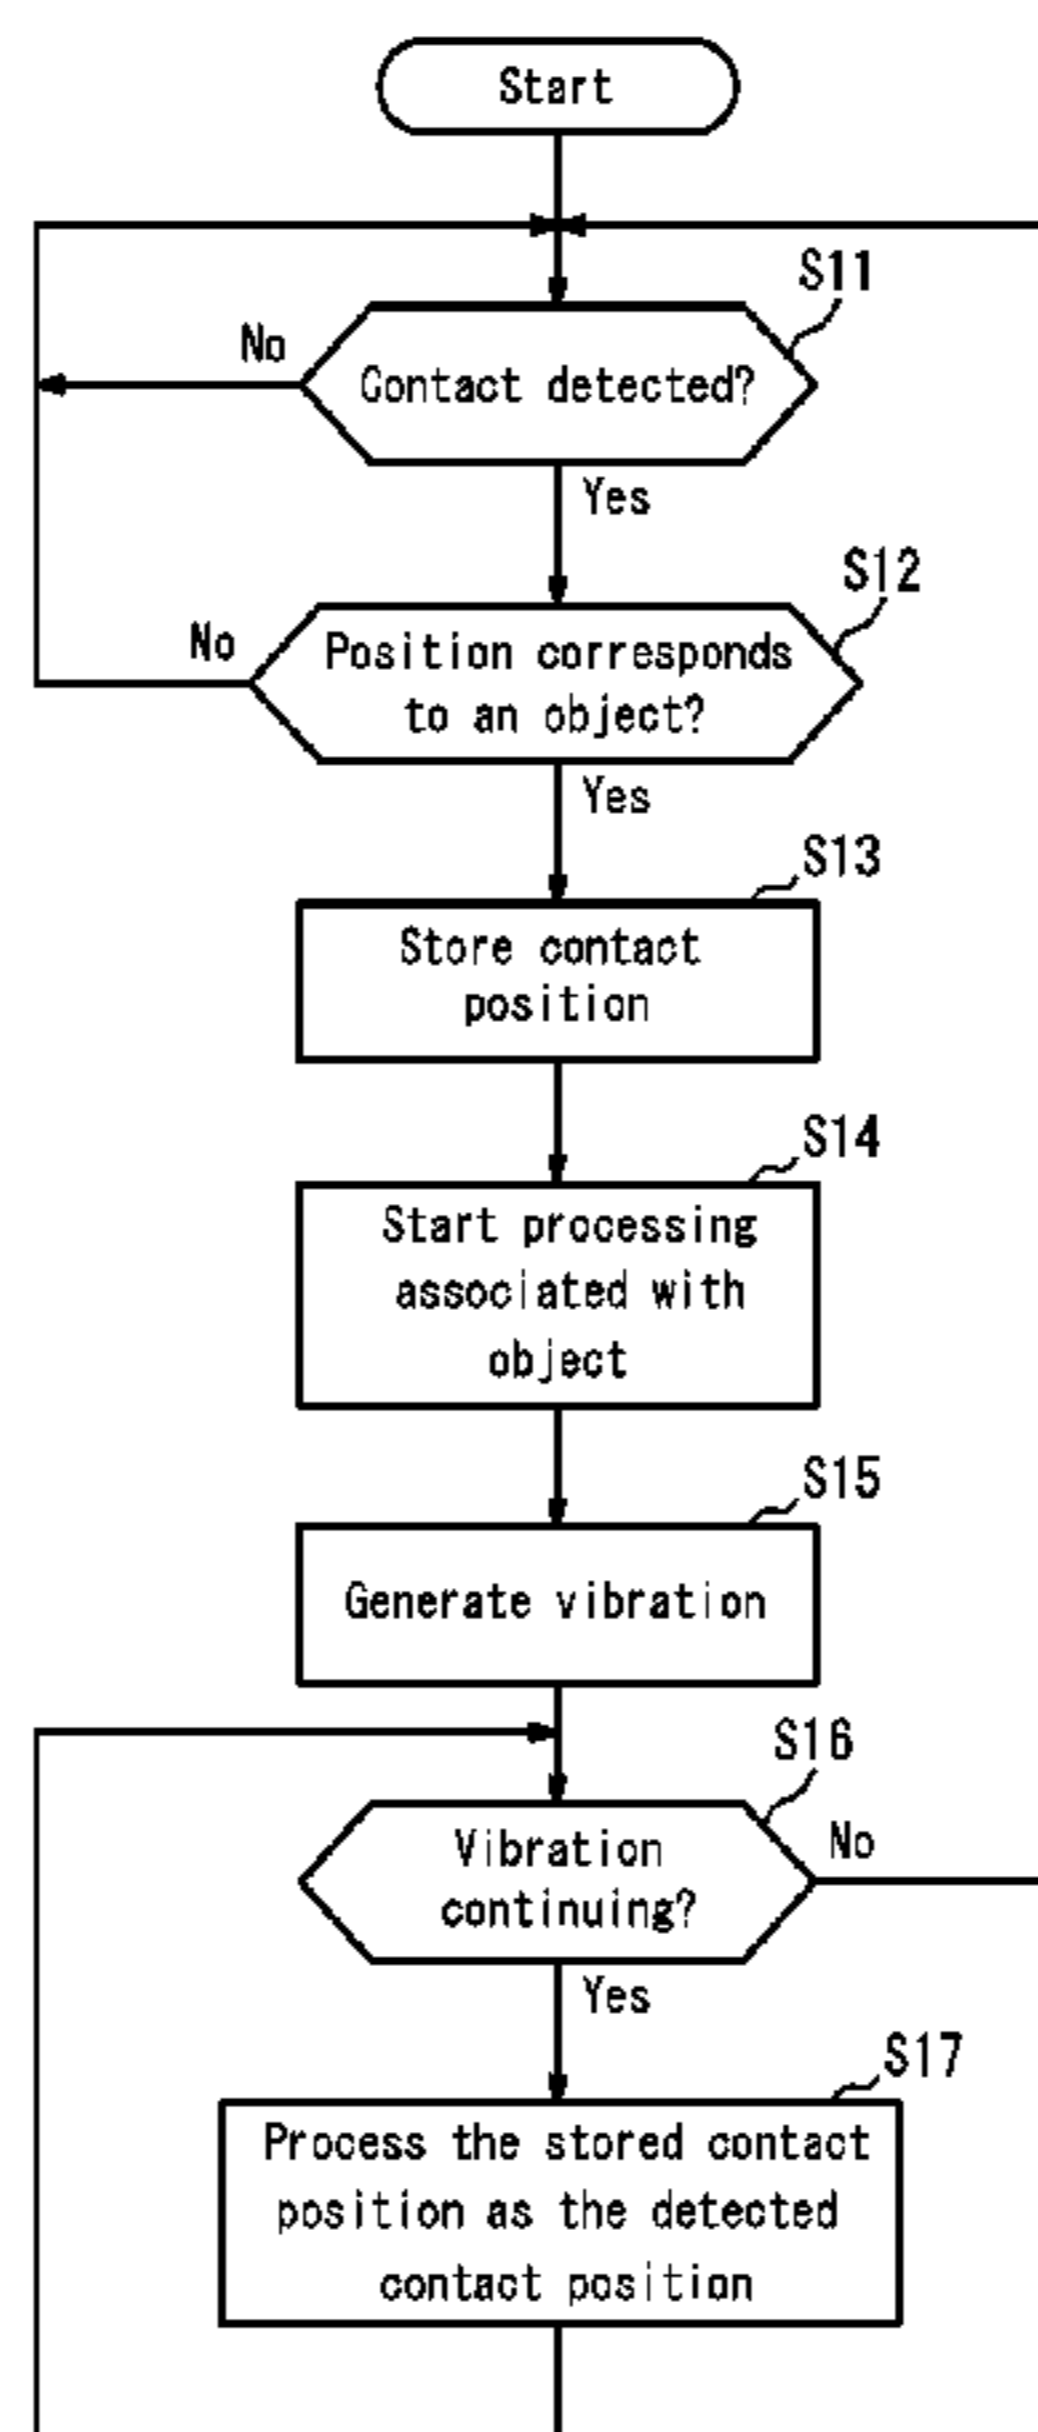 Start
S11
No
Contact detected?
Yes
S12
No
Position corresponds
to an object?
Yes
S13
Store contact
position
S14
Start processing
associated with
object
S15
Generate vibration
S16
Vibration
continuing?
No
Yes
S17
Process the stored contact
position as the detected
contact position